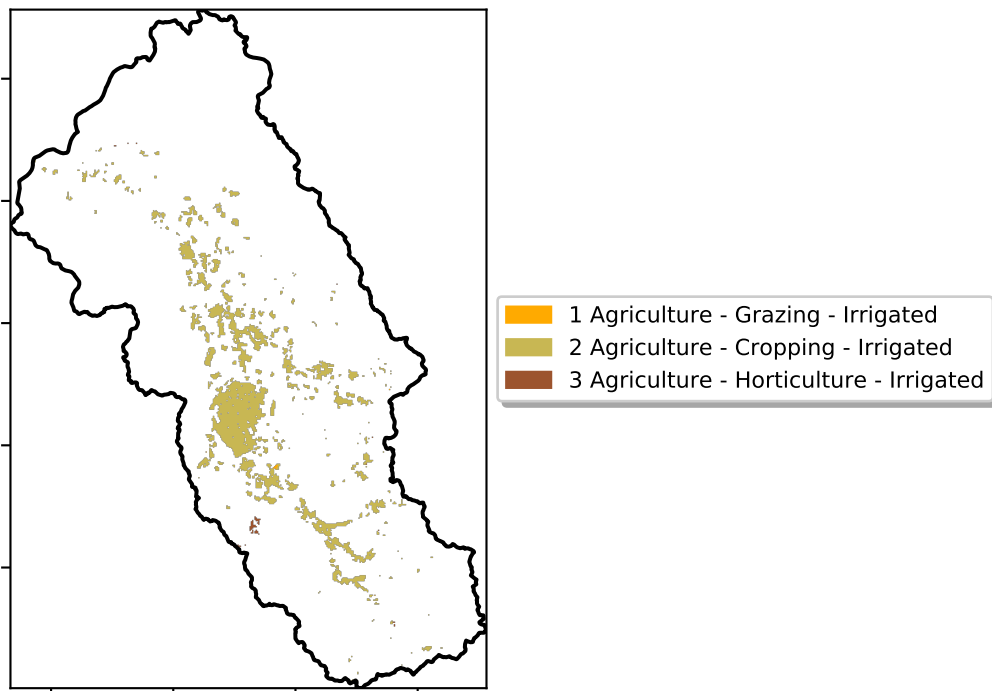 1 Agriculture - Grazing - Irrigated
2 Agriculture - Cropping - Irrigated
3 Agriculture - Horticulture - Irrigated